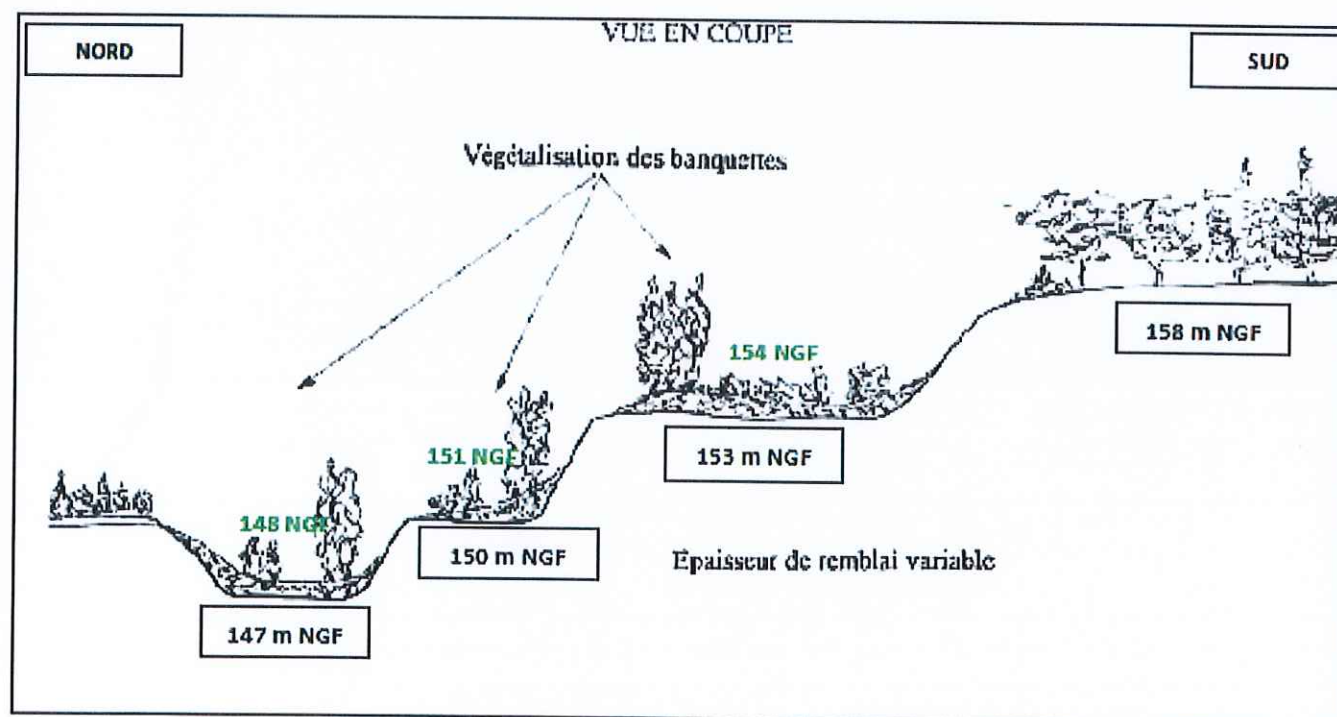 VUE EN COUPE
NORD
SUD
Végétalisation des banquettes
154 NGF
158 m NGF
151 NGF
153 m NGF
148 NGF
150 m NGF
Epaisseur de remblai variable
147 m NGF